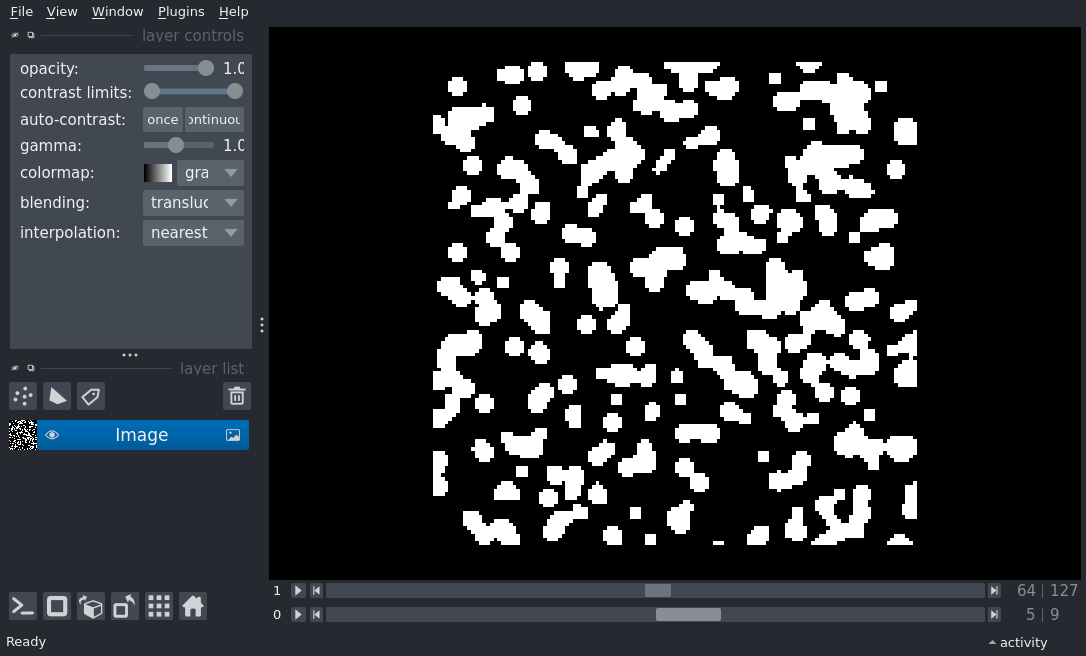 File View Window Plugins Help
layer controls
opacity: 1.0
contrast limits:
auto-contrast: once ontinuou
gamma: 1.0
colormap: gra
blending: transluc
interpolation: nearest
layer list
Image
1 64 | 127
0 5 | 9
Ready activity